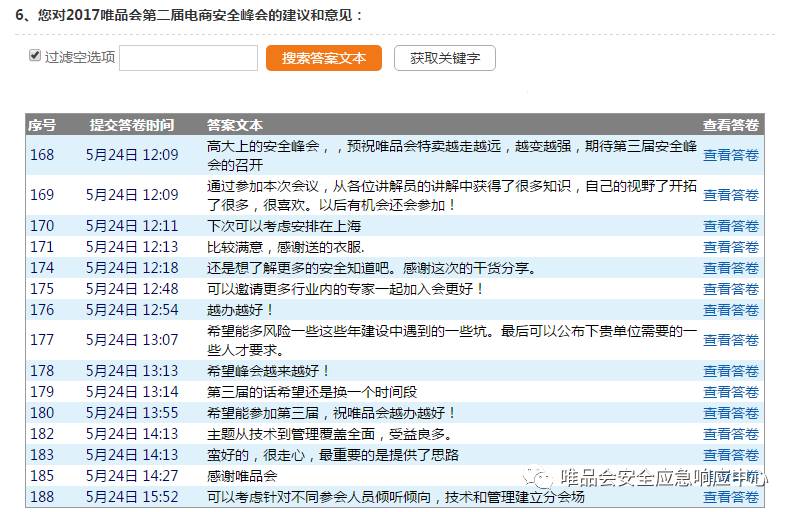 6、您对2017唯品会第二届电商安全峰会的建议和意见：
过滤空选项 搜索答案文本 获取关键字
序号 提交答卷时间 答案文本 查看答卷
168 5月24日 12:09 高大上的安全峰会，，预祝唯品会特卖越走越远，越变越强，期待第三届安全峰 查看答卷
会的召开
169 5月24日 12:09 通过参加本次会议，从各位讲解员的讲解中获得了很多知识，自己的视野了开拓 查看答卷
了很多，很喜欢。以后有机会还会参加！
170 5月24日 12:11 下次可以考虑安排在上海 查看答卷
171 5月24日 12:13 比较满意，感谢送的衣服. 查看答卷
174 5月24日 12:18 还是想了解更多的安全知道吧。感谢这次的干货分享。 查看答卷
175 5月24日 12:48 可以邀请更多行业内的专家一起加入会更好！ 查看答卷
176 5月24日 12:54 越办越好！ 查看答卷
177 5月24日 13:07 希望能多风险一些这些年建设中遇到的一些坑。最后可以公布下贵单位需要的一 查看答卷
些人才要求。
178 5月24日 13:13 希望峰会越来越好！ 查看答卷
179 5月24日 13:14 第三届的话希望还是换一个时间段 查看答卷
180 5月24日 13:55 希望能参加第三届，祝唯品会越办越好！ 查看答卷
182 5月24日 14:13 主题从技术到管理覆盖全面，受益良多。 查看答卷
183 5月24日 14:13 蛮好的，很走心，最重要的是提供了思路 查看答卷
185 5月24日 14:27 感谢唯品会 查看答卷
唯品会安全应急响应中心
188 5月24日 15:52 可以考虑针对不同参会人员倾听倾向，技术和管理建立分会场 查看答卷